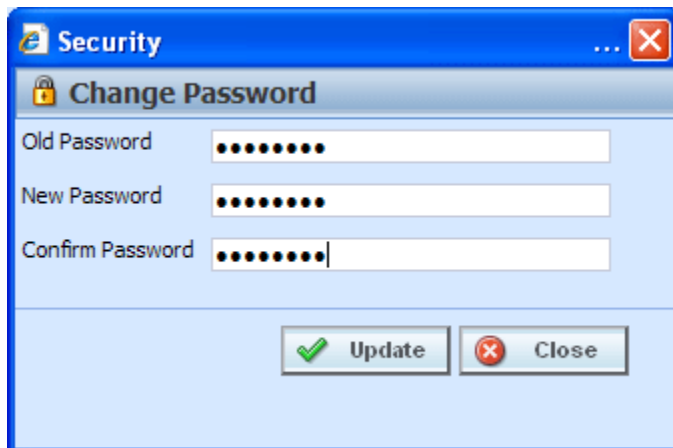 Security ...
Change Password
Old Password ••••••••
New Password ••••••••
Confirm Password ••••••••
Update Close